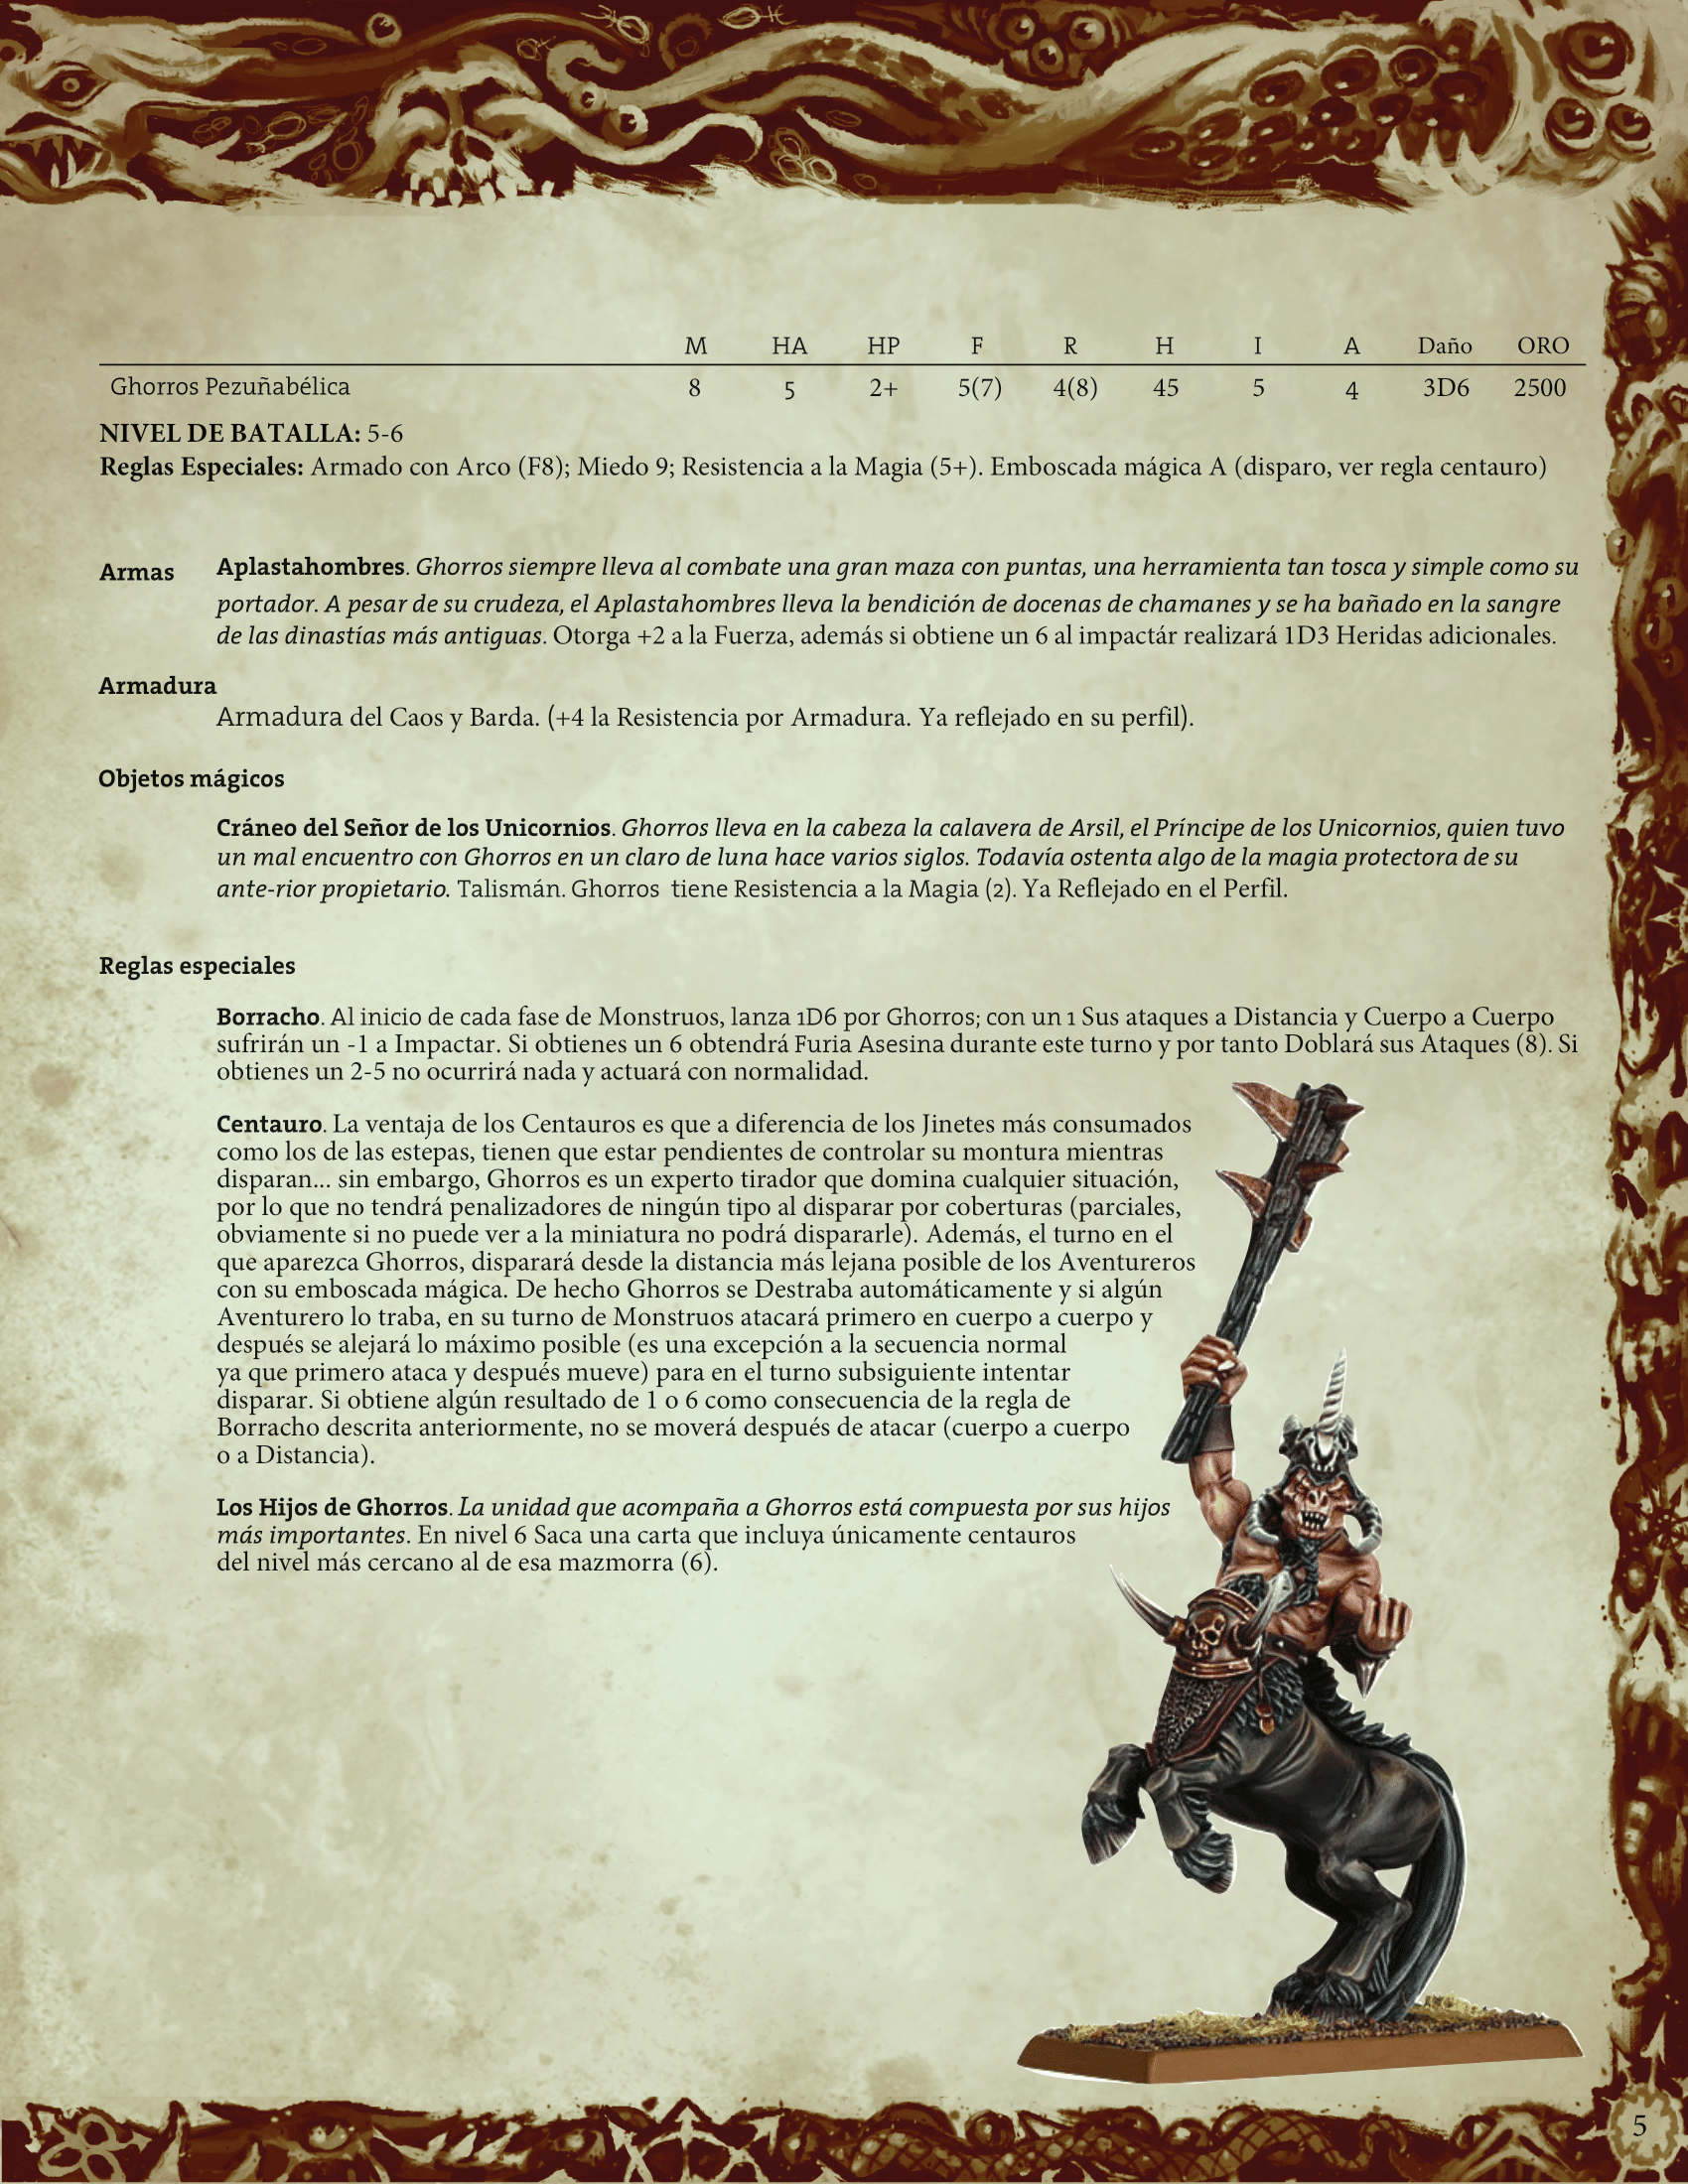 M HA HP F R H I A Daño ORO
Ghorros Pezuñabélica 8 5 2+ 5(7) 4(8) 45 5 4 3D6 2500
NIVEL DE BATALLA: 5-6
Reglas Especiales: Armado con Arco (F8); Miedo 9; Resistencia a la Magia (5+). Emboscada mágica A (disparo, ver regla centauro)
Armas Aplastahombres. Ghorros siempre lleva al combate una gran maza con puntas, una herramienta tan tosca y simple como su
portador. A pesar de su crudeza, el Aplastahombres lleva la bendición de docenas de chamanes y se ha bañado en la sangre
de las dinastías más antiguas. Otorga +2 a la Fuerza, además si obtiene un 6 al impactár realizará 1D3 Heridas adicionales.
Armadura
Armadura del Caos y Barda. (+4 la Resistencia por Armadura. Ya reflejado en su perfil).
Objetos mágicos
Cráneo del Señor de los Unicornios. Ghorros lleva en la cabeza la calavera de Arsil, el Príncipe de los Unicornios, quien tuvo
un mal encuentro con Ghorros en un claro de luna hace varios siglos. Todavía ostenta algo de la magia protectora de su
ante-rior propietario. Talismán. Ghorros tiene Resistencia a la Magia (2). Ya Reflejado en el Perfil.
Reglas especiales
Borracho. Al inicio de cada fase de Monstruos, lanza 1D6 por Ghorros; con un 1 Sus ataques a Distancia y Cuerpo a Cuerpo
sufrirán un -1 a Impactar. Si obtienes un 6 obtendrá Furia Asesina durante este turno y por tanto Doblará sus Ataques (8). Si
obtienes un 2-5 no ocurrirá nada y actuará con normalidad.
Centauro. La ventaja de los Centauros es que a diferencia de los Jinetes más consumados
como los de las estepas, tienen que estar pendientes de controlar su montura mientras
disparan... sin embargo, Ghorros es un experto tirador que domina cualquier situación,
por lo que no tendrá penalizadores de ningún tipo al disparar por coberturas (parciales,
obviamente si no puede ver a la miniatura no podrá dispararle). Además, el turno en el
que aparezca Ghorros, disparará desde la distancia más lejana posible de los Aventureros
con su emboscada mágica. De hecho Ghorros se Destraba automáticamente y si algún
Aventurero lo traba, en su turno de Monstruos atacará primero en cuerpo a cuerpo y
después se alejará lo máximo posible (es una excepción a la secuencia normal
ya que primero ataca y después mueve) para en el turno subsiguiente intentar
disparar. Si obtiene algún resultado de 1 o 6 como consecuencia de la regla de
Borracho descrita anteriormente, no se moverá después de atacar (cuerpo a cuerpo
o a Distancia).
Los Hijos de Ghorros. La unidad que acompaña a Ghorros está compuesta por sus hijos
más importantes. En nivel 6 Saca una carta que incluya únicamente centauros
del nivel más cercano al de esa mazmorra (6).
5